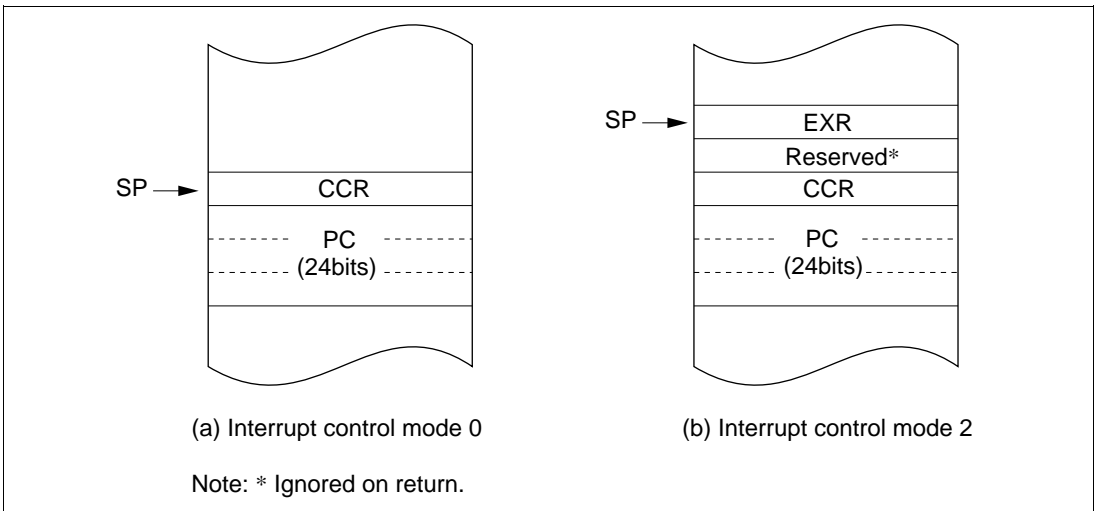 SP
CCR
PC
(24bits)
(a) Interrupt control mode 0
SP
EXR
Reserved*
CCR
PC
(24bits)
(b) Interrupt control mode 2
Note: * Ignored on return.